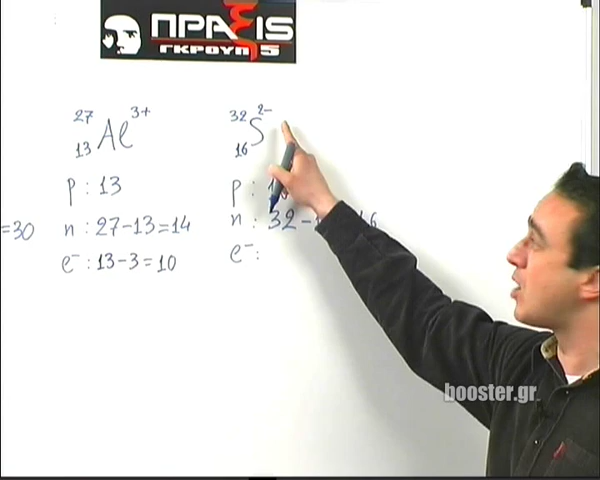 ΠΡΑΞΙS
ΓΚΡΟΥΠ 5
27 3+
13 Al
p : 13
n : 27-13=14
e⁻ : 13-3=10
=30
32 2-
16 S
p :
n : 32-
e⁻ :
booster.gr